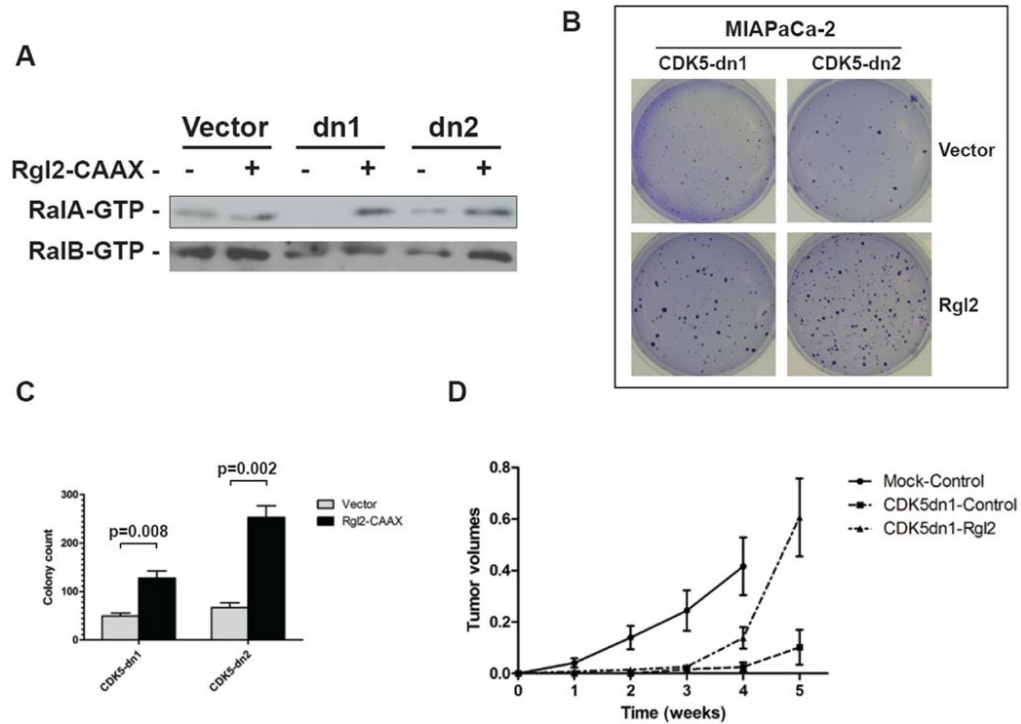 A
Vector dn1 dn2
Rgl2-CAAX - - + - + - +
RalA-GTP -
RalB-GTP -
B
MIAPaCa-2
CDK5-dn1 CDK5-dn2
Vector
Rgl2
C
p=0.008
p=0.002
Vector
Rgl2-CAAX
Colony count
300
200
100
0
CDK5-dn1 CDK5-dn2
D
Tumor volumes
0.8
0.6
0.4
0.2
0.0
0 1 2 3 4 5
Time (weeks)
Mock-Control
CDK5dn1-Control
CDK5dn1-Rgl2